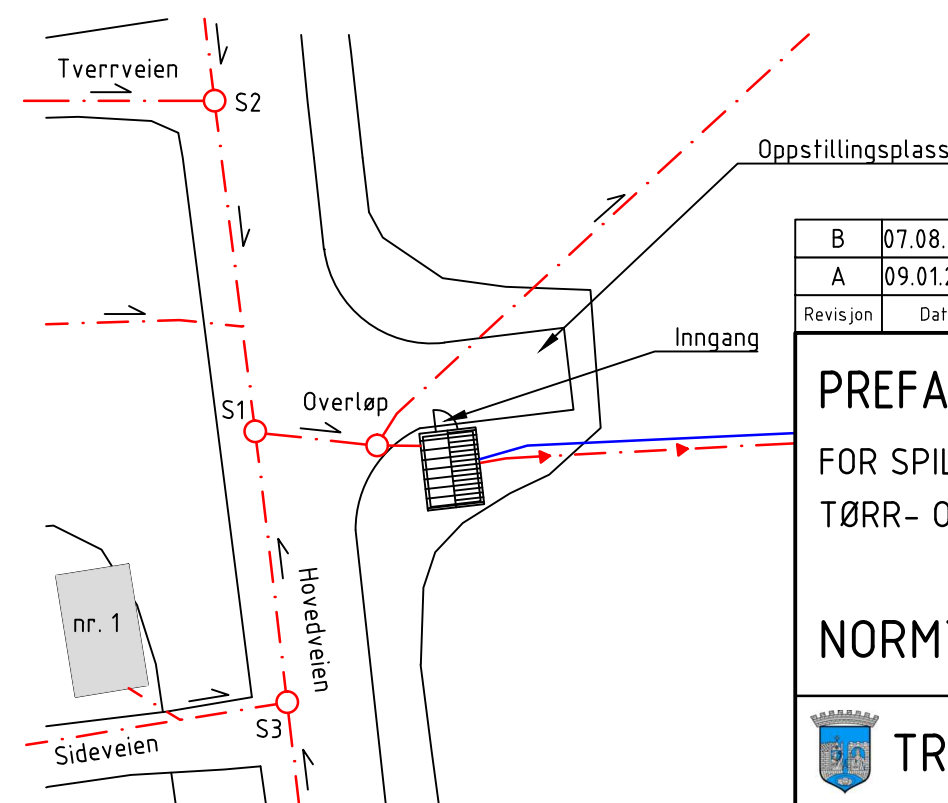 Tverrveien
S2
Oppstillingsplass
B 07.08.
A 09.01.
Revisjon Dat
Inngang
S1
Overløp
PREFA
FOR SPIL
TØRR- O
nr. 1
Hovedveien
NORM
S3
Sideveien
TR